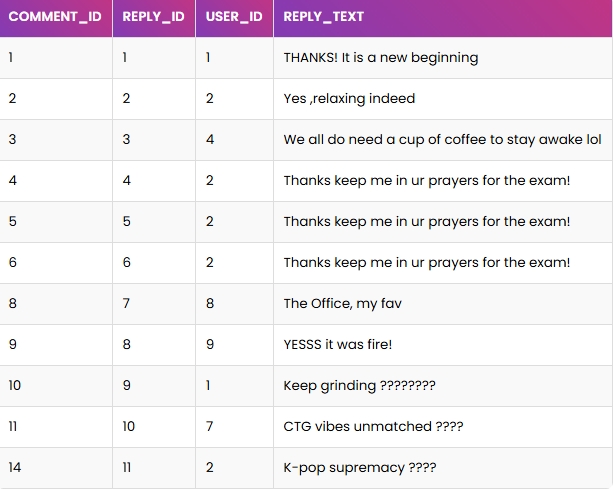 COMMENT_ID REPLY_ID USER_ID REPLY_TEXT
1 1 1 THANKS! It is a new beginning
2 2 2 Yes ,relaxing indeed
3 3 4 We all do need a cup of coffee to stay awake lol
4 4 2 Thanks keep me in ur prayers for the exam!
5 5 2 Thanks keep me in ur prayers for the exam!
6 6 2 Thanks keep me in ur prayers for the exam!
8 7 8 The Office, my fav
9 8 9 YESSS it was fire!
10 9 1 Keep grinding ????????
11 10 7 CTG vibes unmatched ????
14 11 2 K-pop supremacy ????